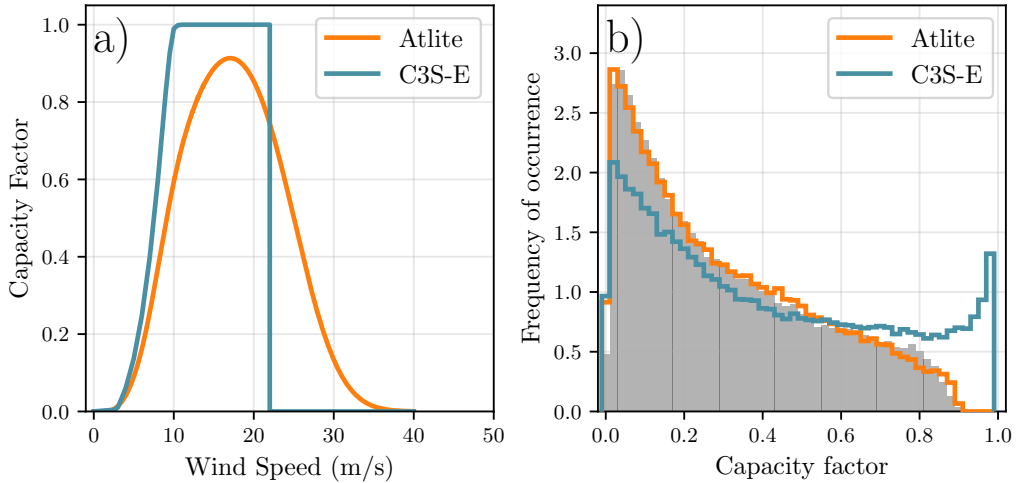 a)
Atlite
C3S-E
Capacity Factor
1.0
0.8
0.6
0.4
0.2
0.0
0
10
20
30
40
50
Wind Speed (m/s)
b)
Atlite
C3S-E
Frequency of occurrence
3.0
2.5
2.0
1.5
1.0
0.5
0.0
0.0
0.2
0.4
0.6
0.8
1.0
Capacity factor